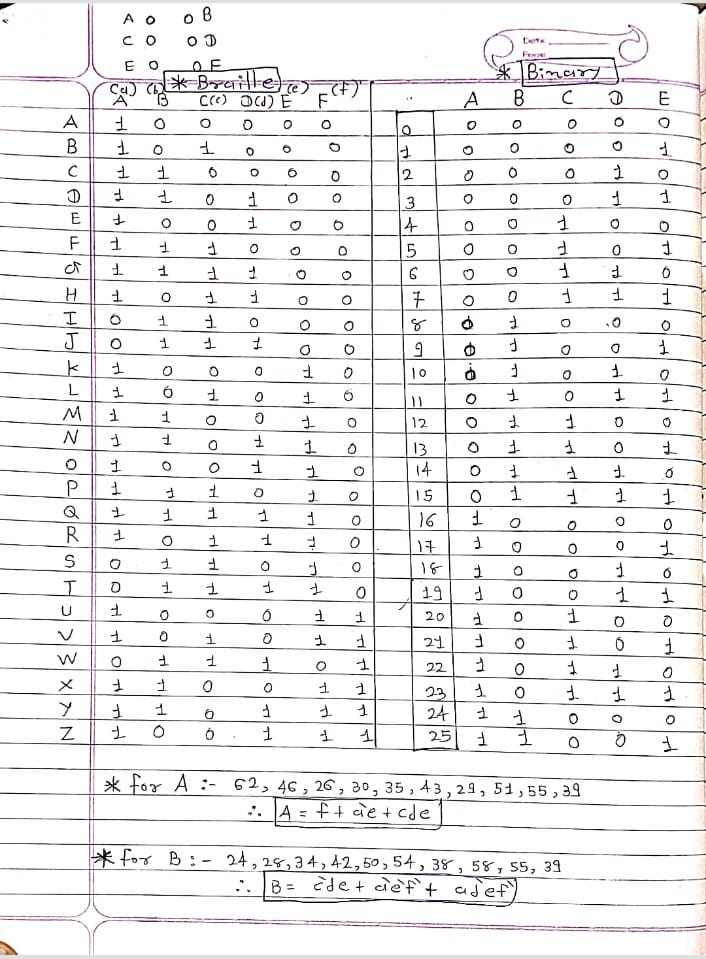 A O O B
C O O D
E O O F
Date
Page
* Braille * Binary
(a) (b) (e) (f)
A B C(c) D(d) E F A B C D E
A 1 0 0 0 0 0 0 0 0 0 0 0
B 1 0 1 0 0 0 1 0 0 0 0 1
C 1 1 0 0 0 0 2 0 0 0 1 0
D 1 1 0 1 0 0 3 0 0 0 1 1
E 1 0 0 1 0 0 4 0 0 1 0 0
F 1 1 1 0 0 0 5 0 0 1 0 1
G 1 1 1 1 0 0 6 0 0 1 1 0
H 1 0 1 1 0 0 7 0 0 1 1 1
I 0 1 1 0 0 0 8 0 1 0 0 0
J 0 1 1 1 0 0 9 0 1 0 0 1
K 1 0 0 0 1 0 10 0 1 0 1 0
L 1 0 1 0 1 0 11 0 1 0 1 1
M 1 1 0 0 1 0 12 0 1 1 0 0
N 1 1 0 1 1 0 13 0 1 1 0 1
O 1 0 0 1 1 0 14 0 1 1 1 0
P 1 1 1 0 1 0 15 0 1 1 1 1
Q 1 1 1 1 1 0 16 1 0 0 0 0
R 1 0 1 1 1 0 17 1 0 0 0 1
S 0 1 1 0 1 0 18 1 0 0 1 0
T 0 1 1 1 1 0 19 1 0 0 1 1
U 1 0 0 0 1 1 20 1 0 1 0 0
V 1 0 1 0 1 1 21 1 0 1 0 1
W 0 1 1 1 0 1 22 1 0 1 1 0
X 1 1 0 0 1 1 23 1 0 1 1 1
Y 1 1 0 1 1 1 24 1 1 0 0 0
Z 1 0 0 1 1 1 25 1 1 0 0 1
* for A :- 62, 46, 26, 30, 35, 43, 29, 51, 55, 39
∴ A = f + a'e + cde
* for B :- 24, 28, 34, 42, 50, 54, 38, 58, 55, 39
∴ B = c'de + a'e'f' + ad'ef'